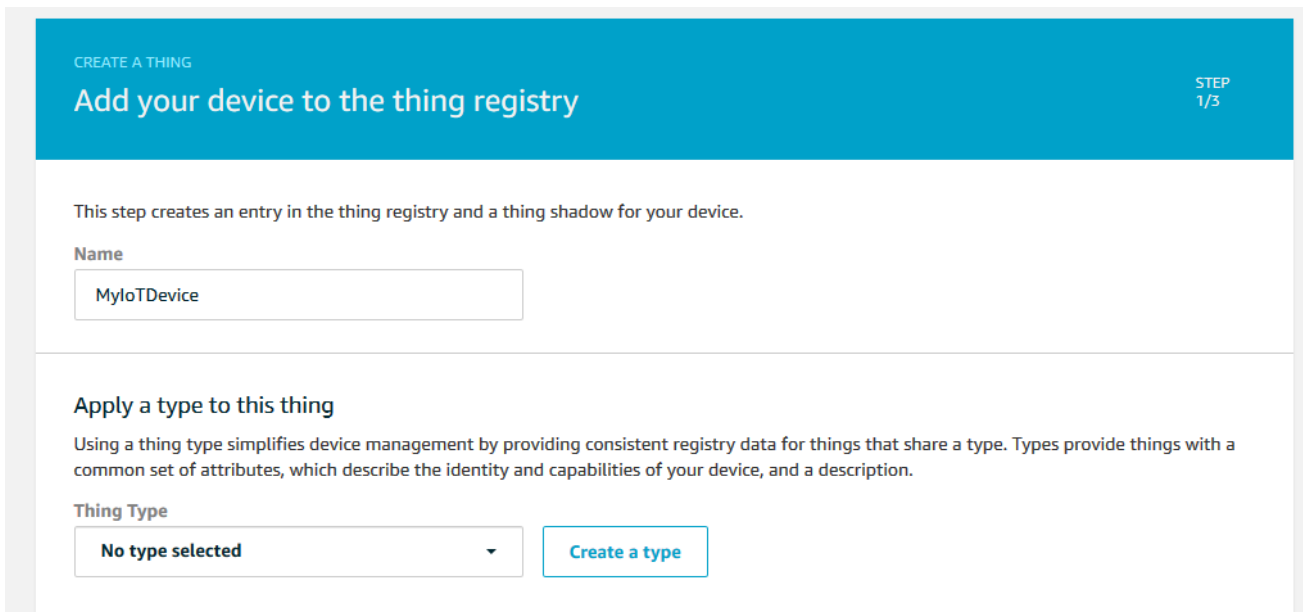 CREATE A THING
Add your device to the thing registry
STEP
1/3
This step creates an entry in the thing registry and a thing shadow for your device.
Name
MyIoTDevice
Apply a type to this thing
Using a thing type simplifies device management by providing consistent registry data for things that share a type. Types provide things with a
common set of attributes, which describe the identity and capabilities of your device, and a description.
Thing Type
No type selected
Create a type